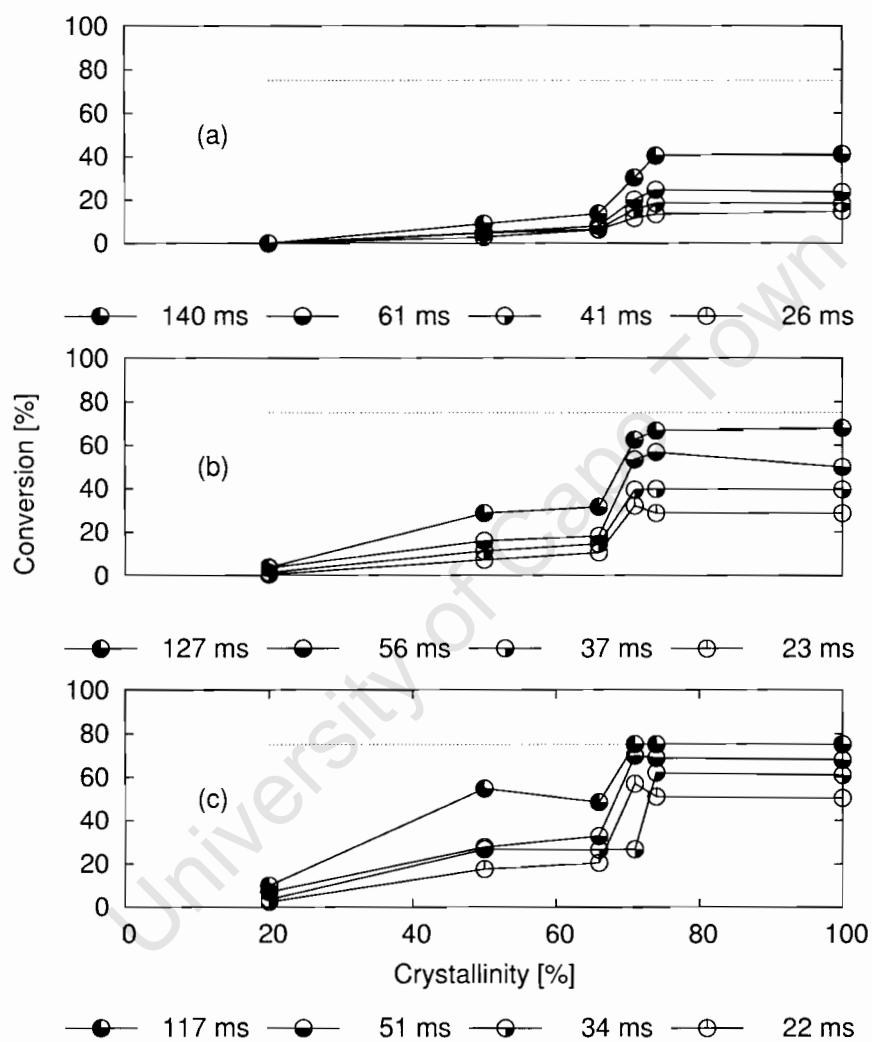 100
80
60
40
20
0
(a)
140 ms 61 ms 41 ms 26 ms
100
80
60
40
20
0
(b)
Conversion [%]
127 ms 56 ms 37 ms 23 ms
100
80
60
40
20
0
(c)
0 20 40 60 80 100
Crystallinity [%]
117 ms 51 ms 34 ms 22 ms
University of Cape Town